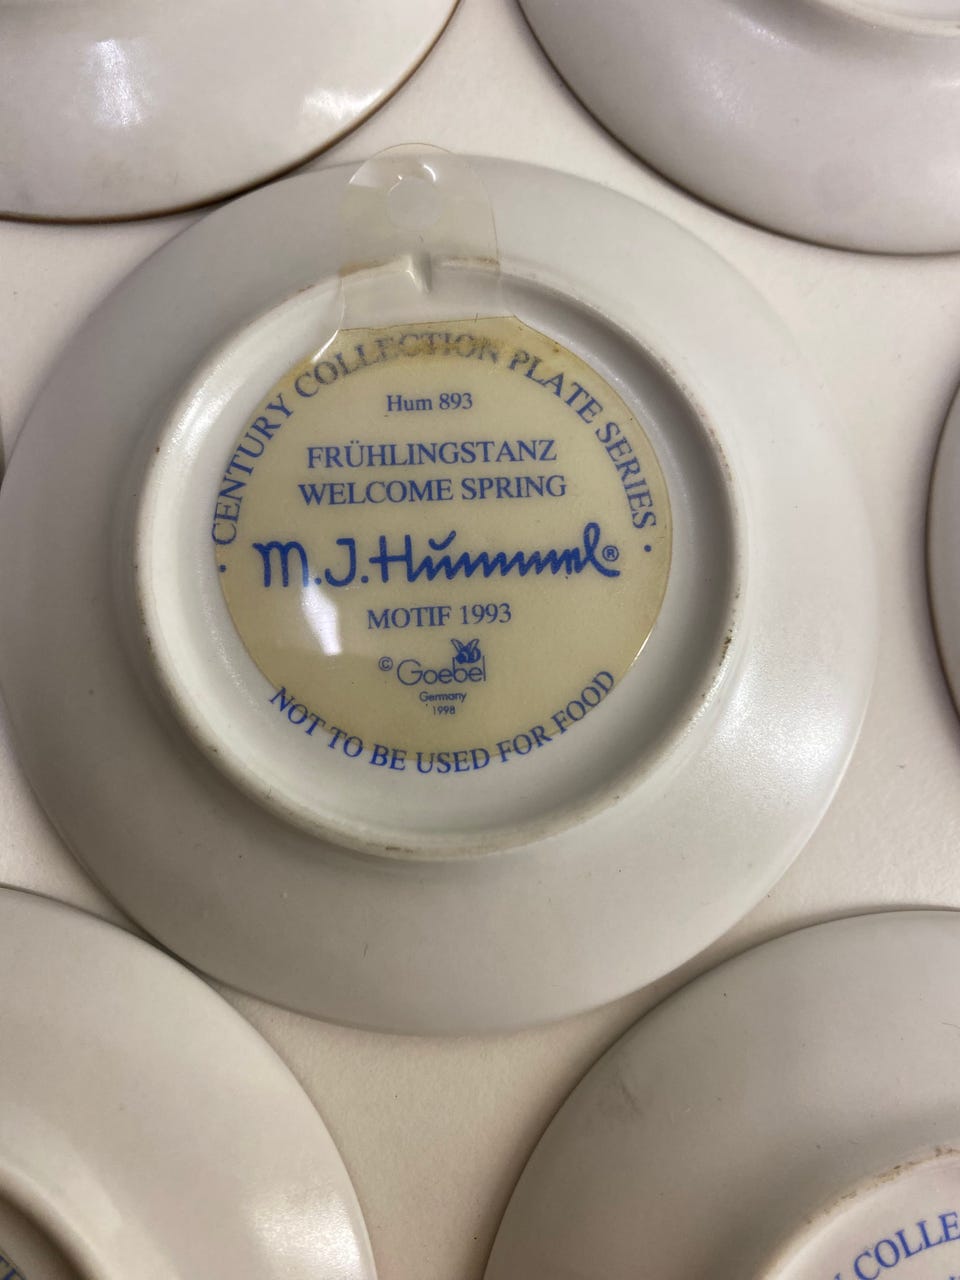 · CENTURY COLLECTION PLATE SERIES ·
Hum 893
FRÜHLINGSTANZ
WELCOME SPRING
M.J.Hummel®
MOTIF 1993
© Goebel
Germany
1998
NOT TO BE USED FOR FOOD
COLLE